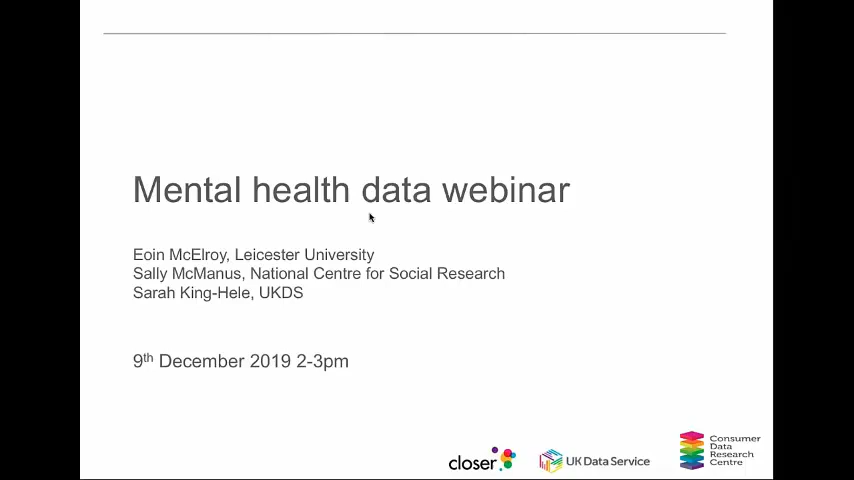 Mental health data webinar
Eoin McElroy, Leicester University
Sally McManus, National Centre for Social Research
Sarah King-Hele, UKDS
9th December 2019 2-3pm
closer
UK Data Service
Consumer
Data
Research
Centre